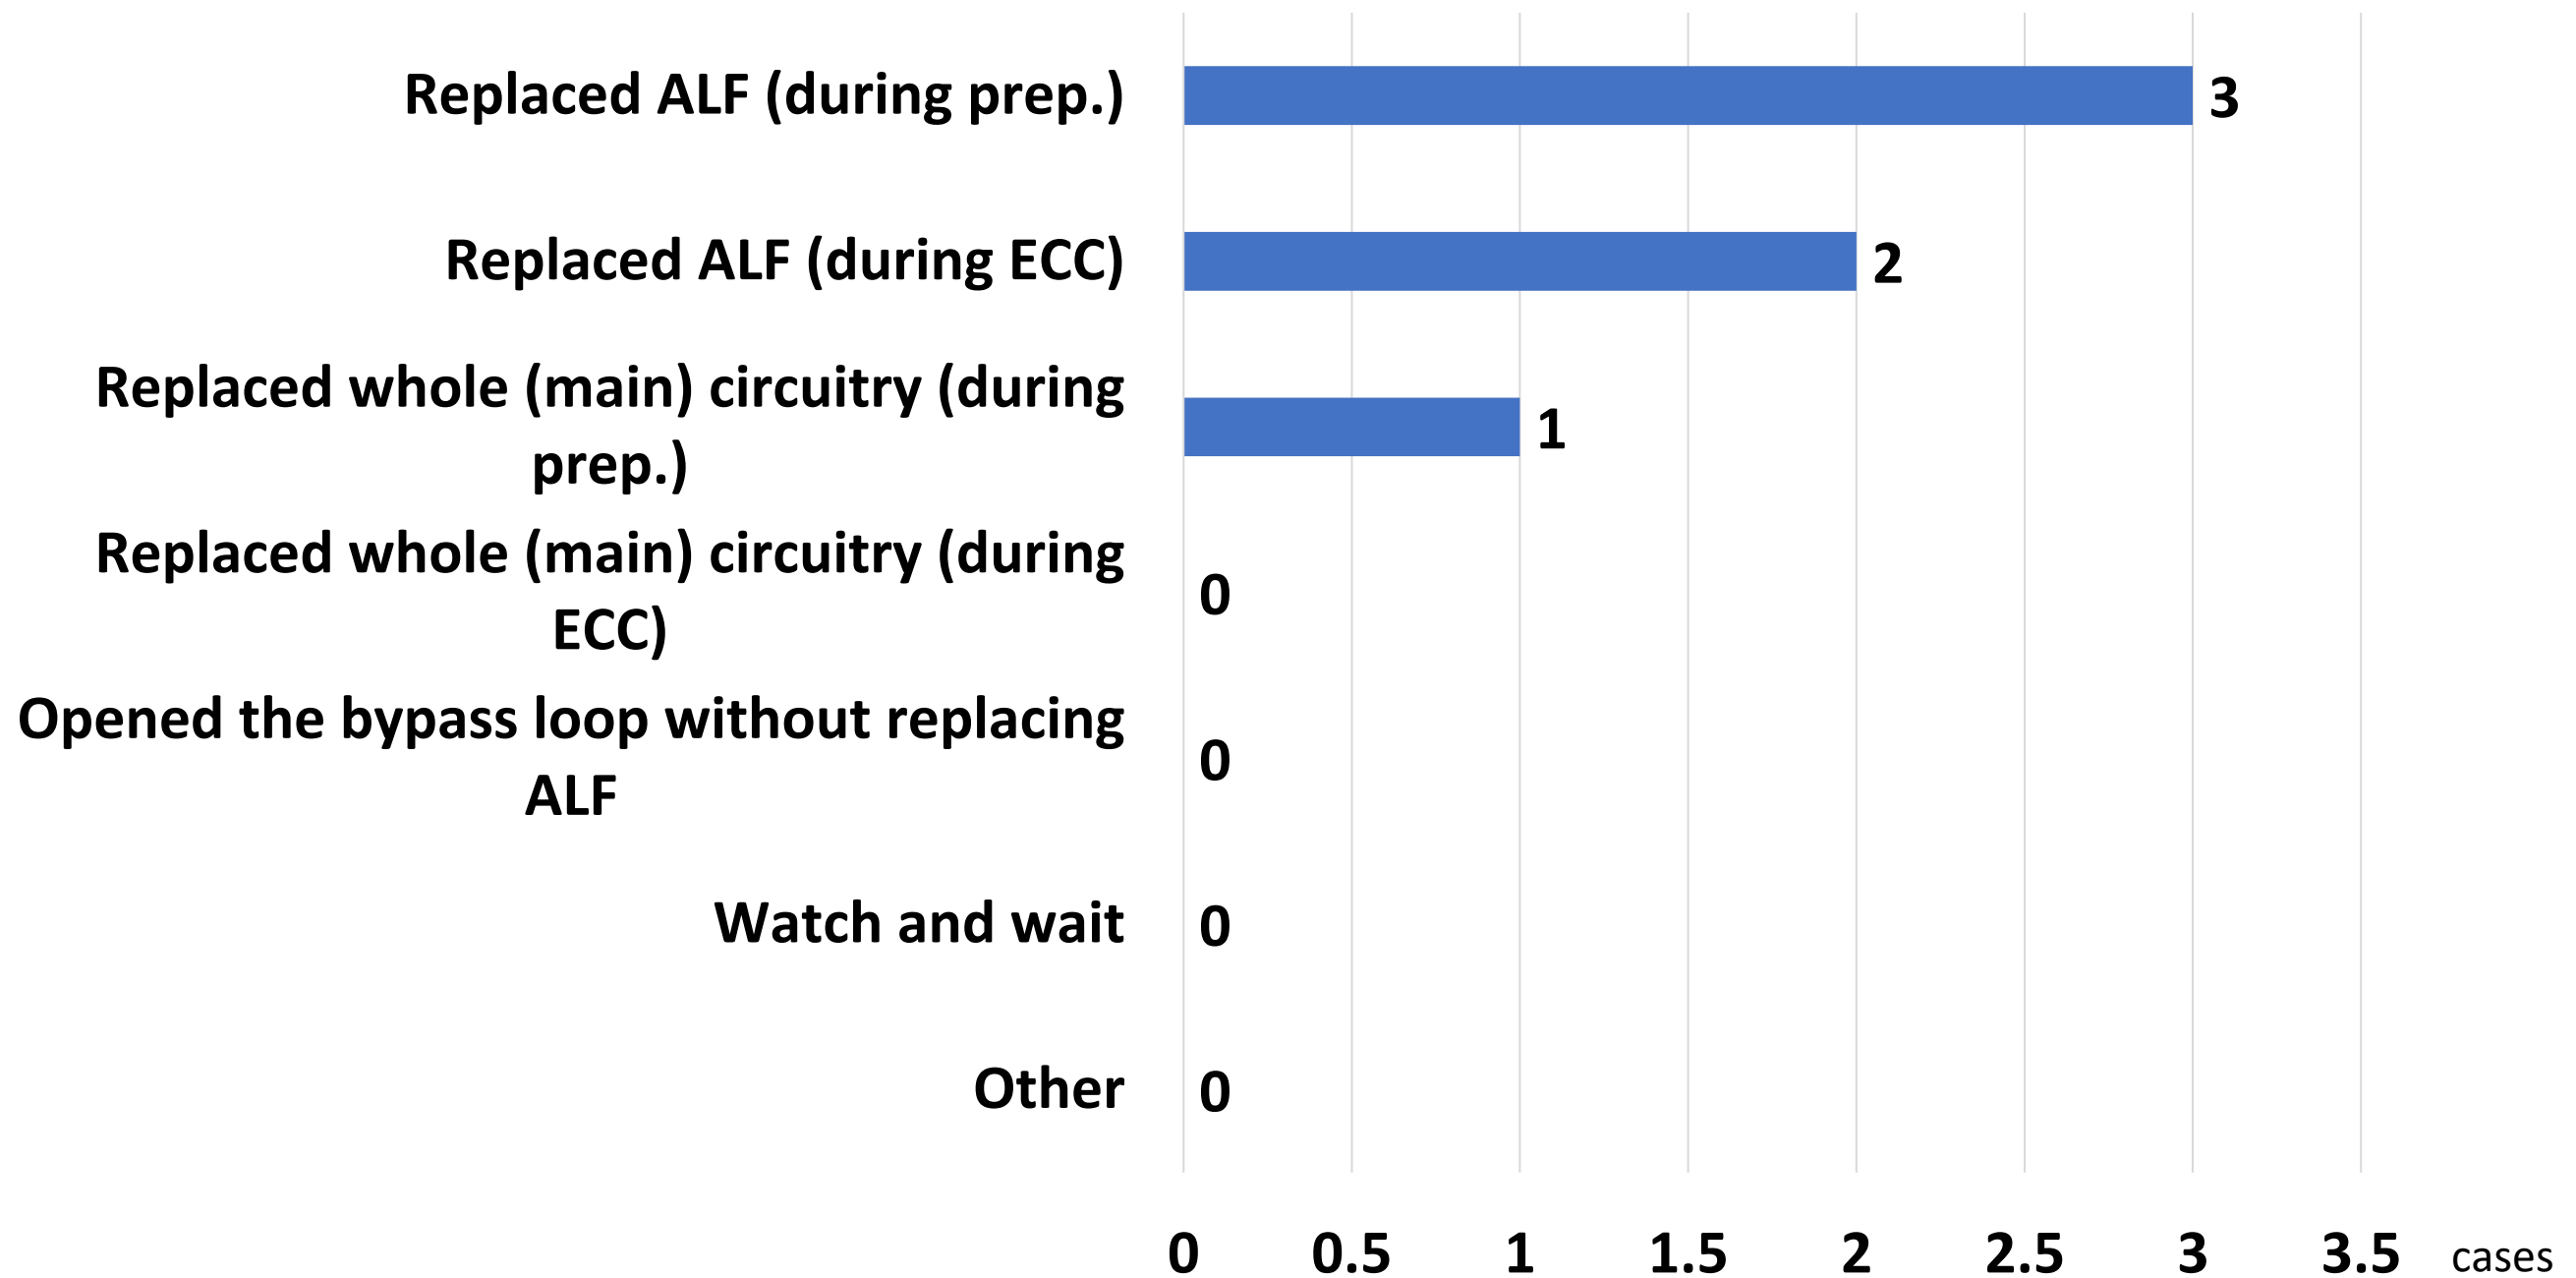 Replaced ALF (during prep.)
3
Replaced ALF (during ECC)
2
Replaced whole (main) circuitry (during
prep.)
1
Replaced whole (main) circuitry (during
ECC)
0
Opened the bypass loop without replacing
ALF
0
Watch and wait
0
Other
0
0 0.5 1 1.5 2 2.5 3 3.5 cases